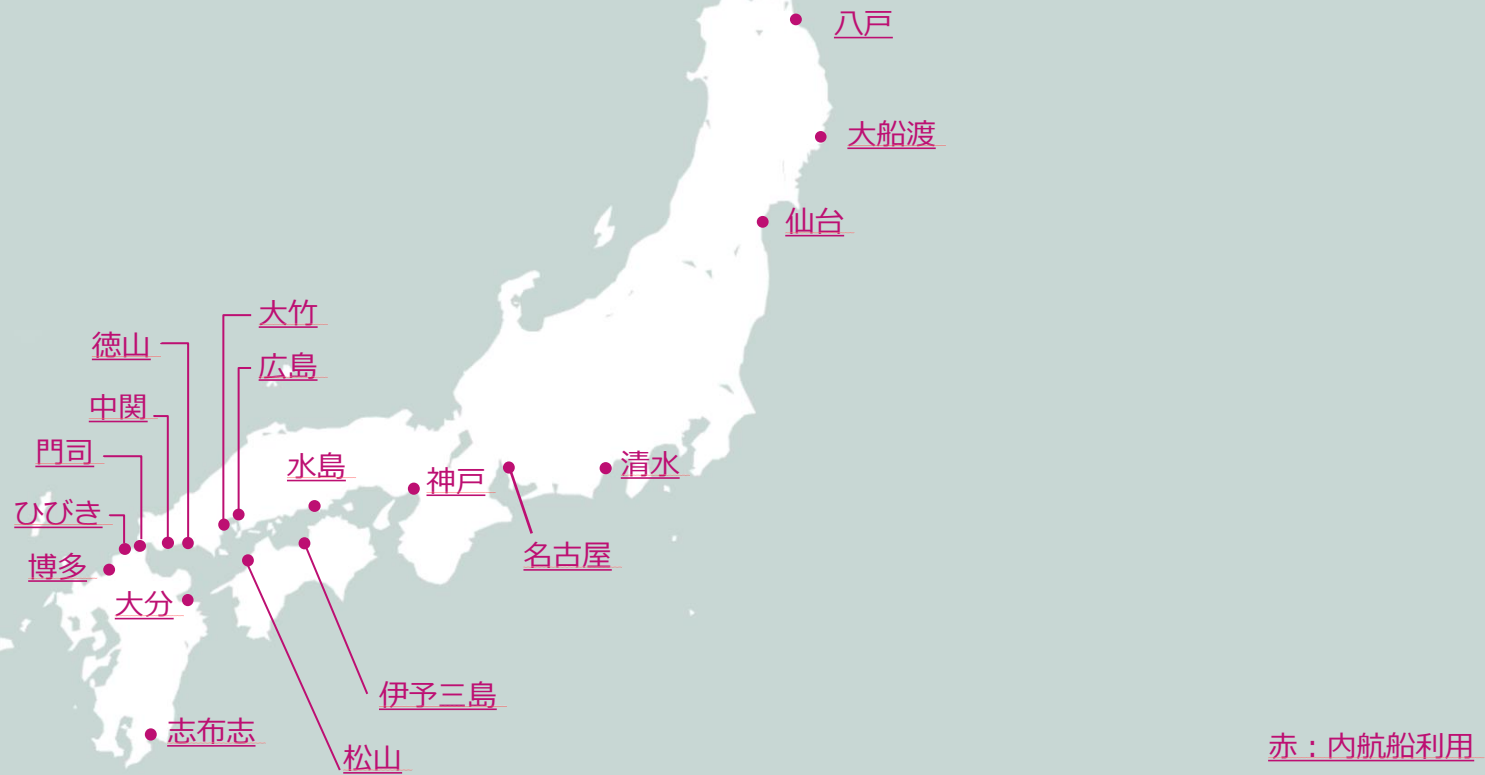 八戸
大船渡
仙台
大竹
徳山
広島
中関
門司
水島
神戸
清水
ひびき
名古屋
博多
大分
伊予三島
志布志
松山
赤：内航船利用